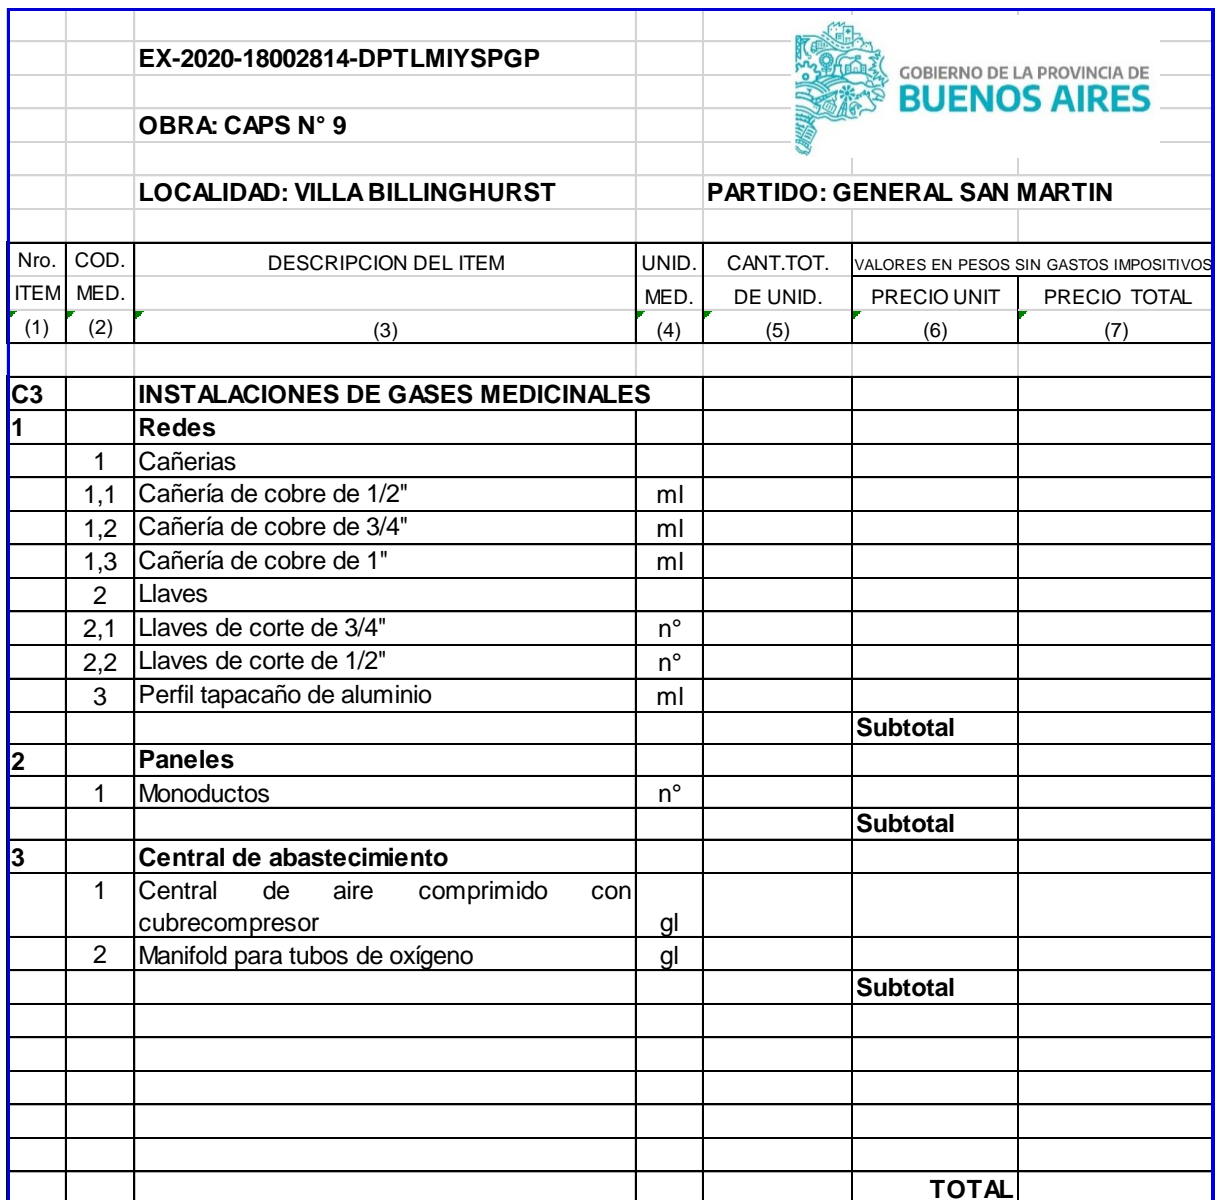 EX-2020-18002814-DPTLMIYSPGP
GOBIERNO DE LA PROVINCIA DE
BUENOS AIRES
OBRA: CAPS N° 9
LOCALIDAD: VILLA BILLINGHURST PARTIDO: GENERAL SAN MARTIN
Nro. COD. DESCRIPCION DEL ITEM UNID. CANT.TOT. VALORES EN PESOS SIN GASTOS IMPOSITIVOS
ITEM MED. MED. DE UNID. PRECIO UNIT PRECIO TOTAL
(1) (2) (3) (4) (5) (6) (7)
C3 INSTALACIONES DE GASES MEDICINALES
1 Redes
1 Cañerias
1,1 Cañería de cobre de 1/2" ml
1,2 Cañería de cobre de 3/4" ml
1,3 Cañería de cobre de 1" ml
2 Llaves
2,1 Llaves de corte de 3/4" n°
2,2 Llaves de corte de 1/2" n°
3 Perfil tapacaño de aluminio ml
Subtotal
2 Paneles
1 Monoductos n°
Subtotal
3 Central de abastecimiento
1 Central de aire comprimido con
cubrecompresor gl
2 Manifold para tubos de oxígeno gl
Subtotal
TOTAL